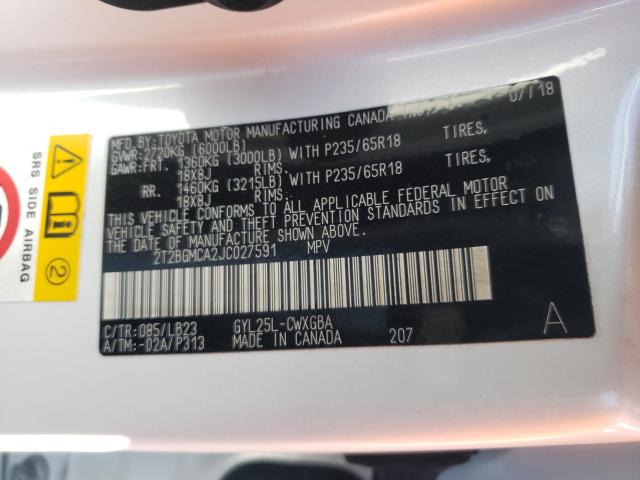 MFD.BY:TOYOTA MOTOR MANUFACTURING CANADA INC. 07/18
GVWR:2720KG (6000LB)
GAWR:FRT. 1360KG (3000LB) WITH P235/65R18 TIRES,
18X8J RIMS.
RR. 1460KG (3215LB) WITH P235/65R18 TIRES,
18X8J RIMS.
THIS VEHICLE CONFORMS TO ALL APPLICABLE FEDERAL MOTOR
VEHICLE SAFETY AND THEFT PREVENTION STANDARDS IN EFFECT ON
THE DATE OF MANUFACTURE SHOWN ABOVE.
2T2BGMCA2JC027591 MPV
C/TR: 085/LB23 GYL25L-CWXGBA A
A/TM:-02A/P313 MADE IN CANADA 207
SRS SIDE AIRBAG
2